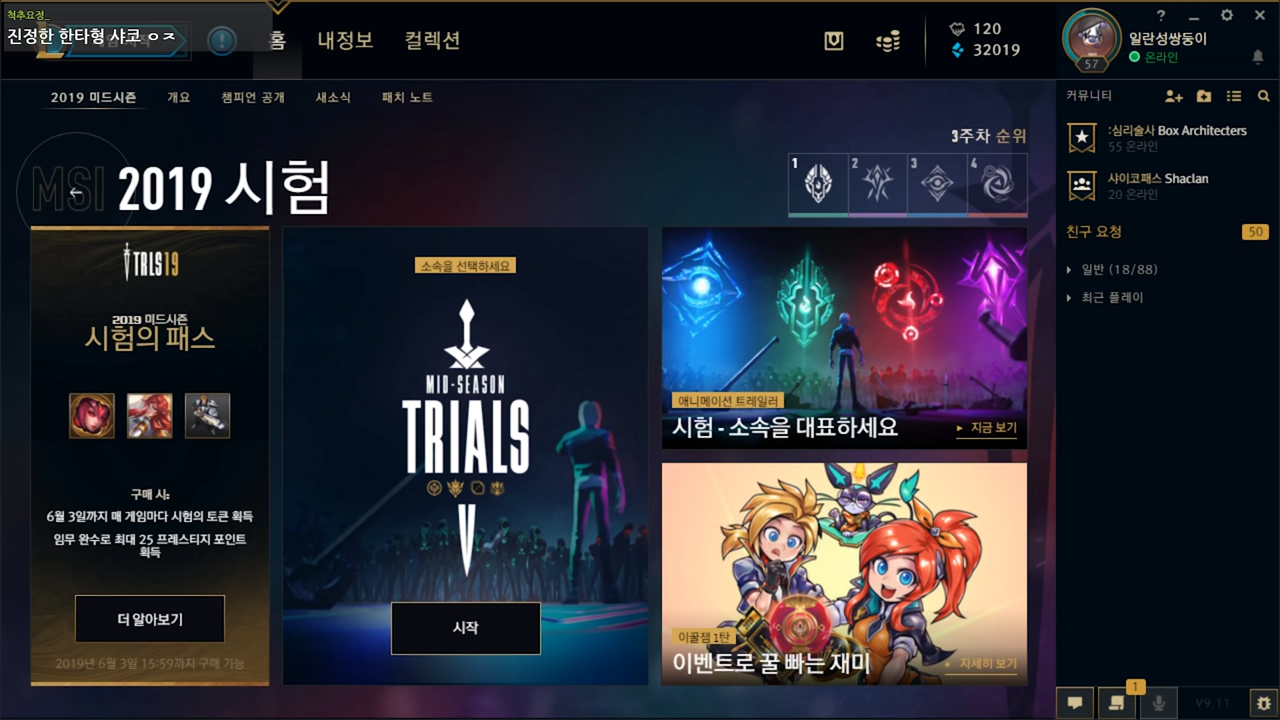 척추요정_
진정한 한타형 샤코 ㅇㅈ
홈
내정보
컬렉션
120
32019
57
일란성쌍둥이
온라인
2019 미드시즌
개요
챔피언 공개
새소식
패치 노트
커뮤니티
:심리술사 Box Architecters
55 온라인
샤이코패스 Shaclan
20 온라인
친구 요청
50
일반 (18/88)
최근 플레이
MSI
2019 시험
3주차 순위
1
2
3
4
TRLS19
2019 미드시즌
시험의 패스
구매 시:
6월 3일까지 매 게임마다 시험의 토큰 획득
임무 완수로 최대 25 프레스티지 포인트
획득
더 알아보기
2019년 6월 3일 15:59까지 구매 가능
소속을 선택하세요
MID-SEASON
TRIALS
시작
애니메이션 트레일러
시험 - 소속을 대표하세요
지금 보기
이꿀잼 1탄
이벤트로 꿀 빠는 재미
자세히 보기
1
V9.11